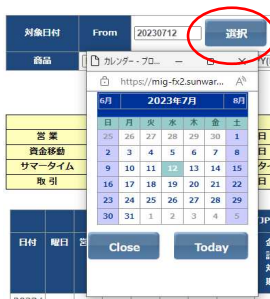 対象日付 From 20230712 選択
商品
カレンダー - プロ...
https://mig-fx2.sunwar...
6月 2023年7月 8月
日 月 火 水 木 金 土
25 26 27 28 29 30 1
2 3 4 5 6 7 8
9 10 11 12 13 14 15
16 17 18 19 20 21 22
23 24 25 26 27 28 29
30 31 1 2 3 4 5
Close Today
営業
資金移動
サマータイム
取引
日付 曜日